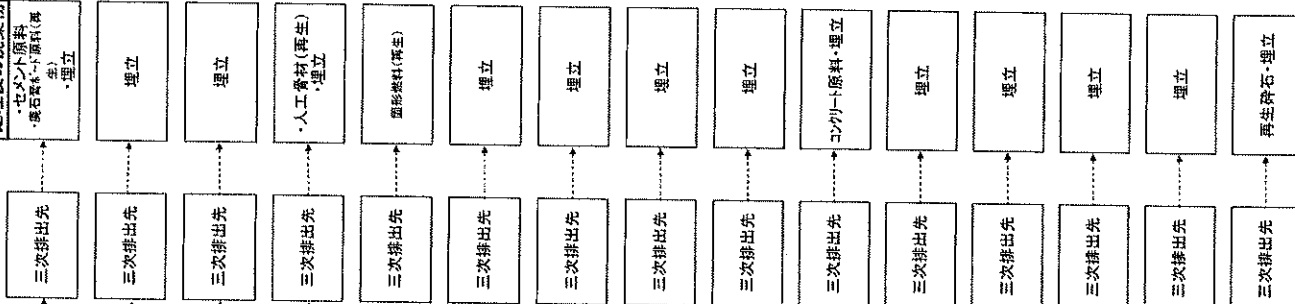 ・セメント原料
・廃石膏ボード原料(再
生)
・埋立
三次排出先
埋立
三次排出先
埋立
三次排出先
・人工骨材(再生)
・埋立
三次排出先
固形燃料(再生)
三次排出先
埋立
三次排出先
埋立
三次排出先
埋立
三次排出先
埋立
三次排出先
コンクリート原料・埋立
三次排出先
埋立
三次排出先
埋立
三次排出先
埋立
三次排出先
埋立
三次排出先
再生砕石・埋立
三次排出先